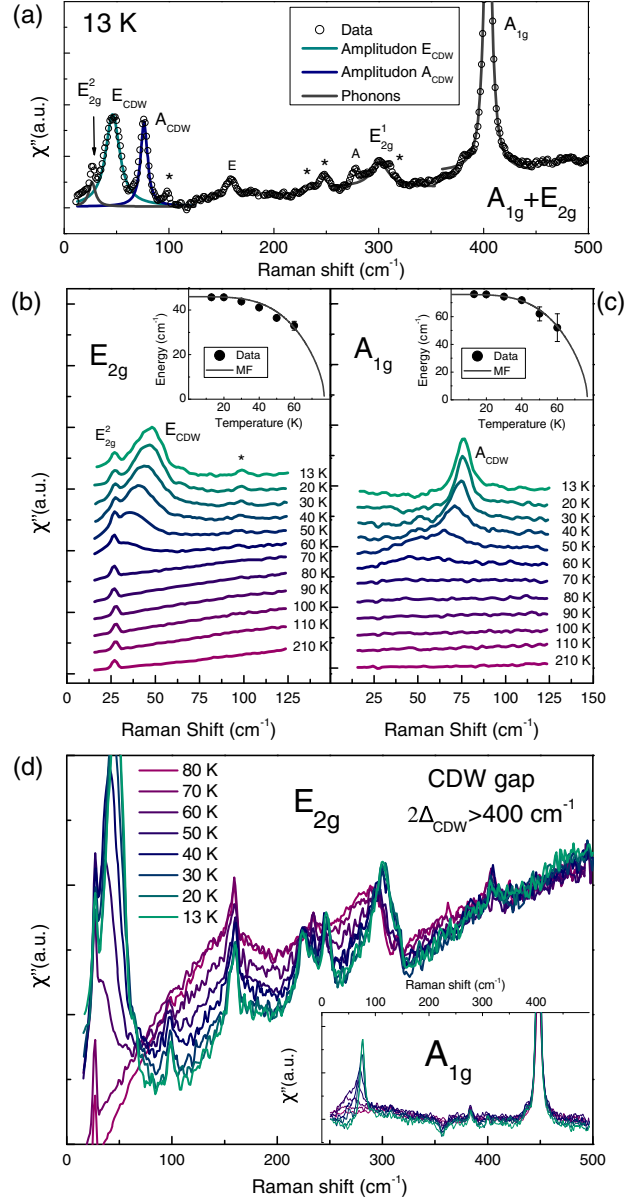 (a)
13 K
Data
Amplitudon E_CDW
Amplitudon A_CDW
Phonons
E²_2g
E_CDW
A_CDW
*
E
*
*
A
E¹_2g
*
A_1g
A_1g+E_2g
χ''(a.u.)
0 100 200 300 400 500
Raman shift (cm⁻¹)
(b)
E_2g
Energy (cm⁻¹)
40
20
0
Data
MF
0 20 40 60
Temperature (K)
E²_2g
E_CDW
*
13 K
20 K
30 K
40 K
50 K
60 K
70 K
80 K
90 K
100 K
110 K
210 K
χ''(a.u.)
0 25 50 75 100 125
Raman Shift (cm⁻¹)
(c)
A_1g
Energy (cm⁻¹)
60
40
20
0
Data
MF
0 20 40 60
Temperature (K)
A_CDW
13 K
20 K
30 K
40 K
50 K
60 K
70 K
80 K
90 K
100 K
110 K
210 K
0 25 50 75 100 125 150
Raman Shift (cm⁻¹)
(d)
80 K
70 K
60 K
50 K
40 K
30 K
20 K
13 K
E_2g
CDW gap
2Δ_CDW>400 cm⁻¹
χ''(a.u.)
Raman shift (cm⁻¹)
0 100 200 300 400
A_1g
χ''(a.u.)
0 50 100 150 200 250 300 350 400 450 500
Raman shift (cm⁻¹)